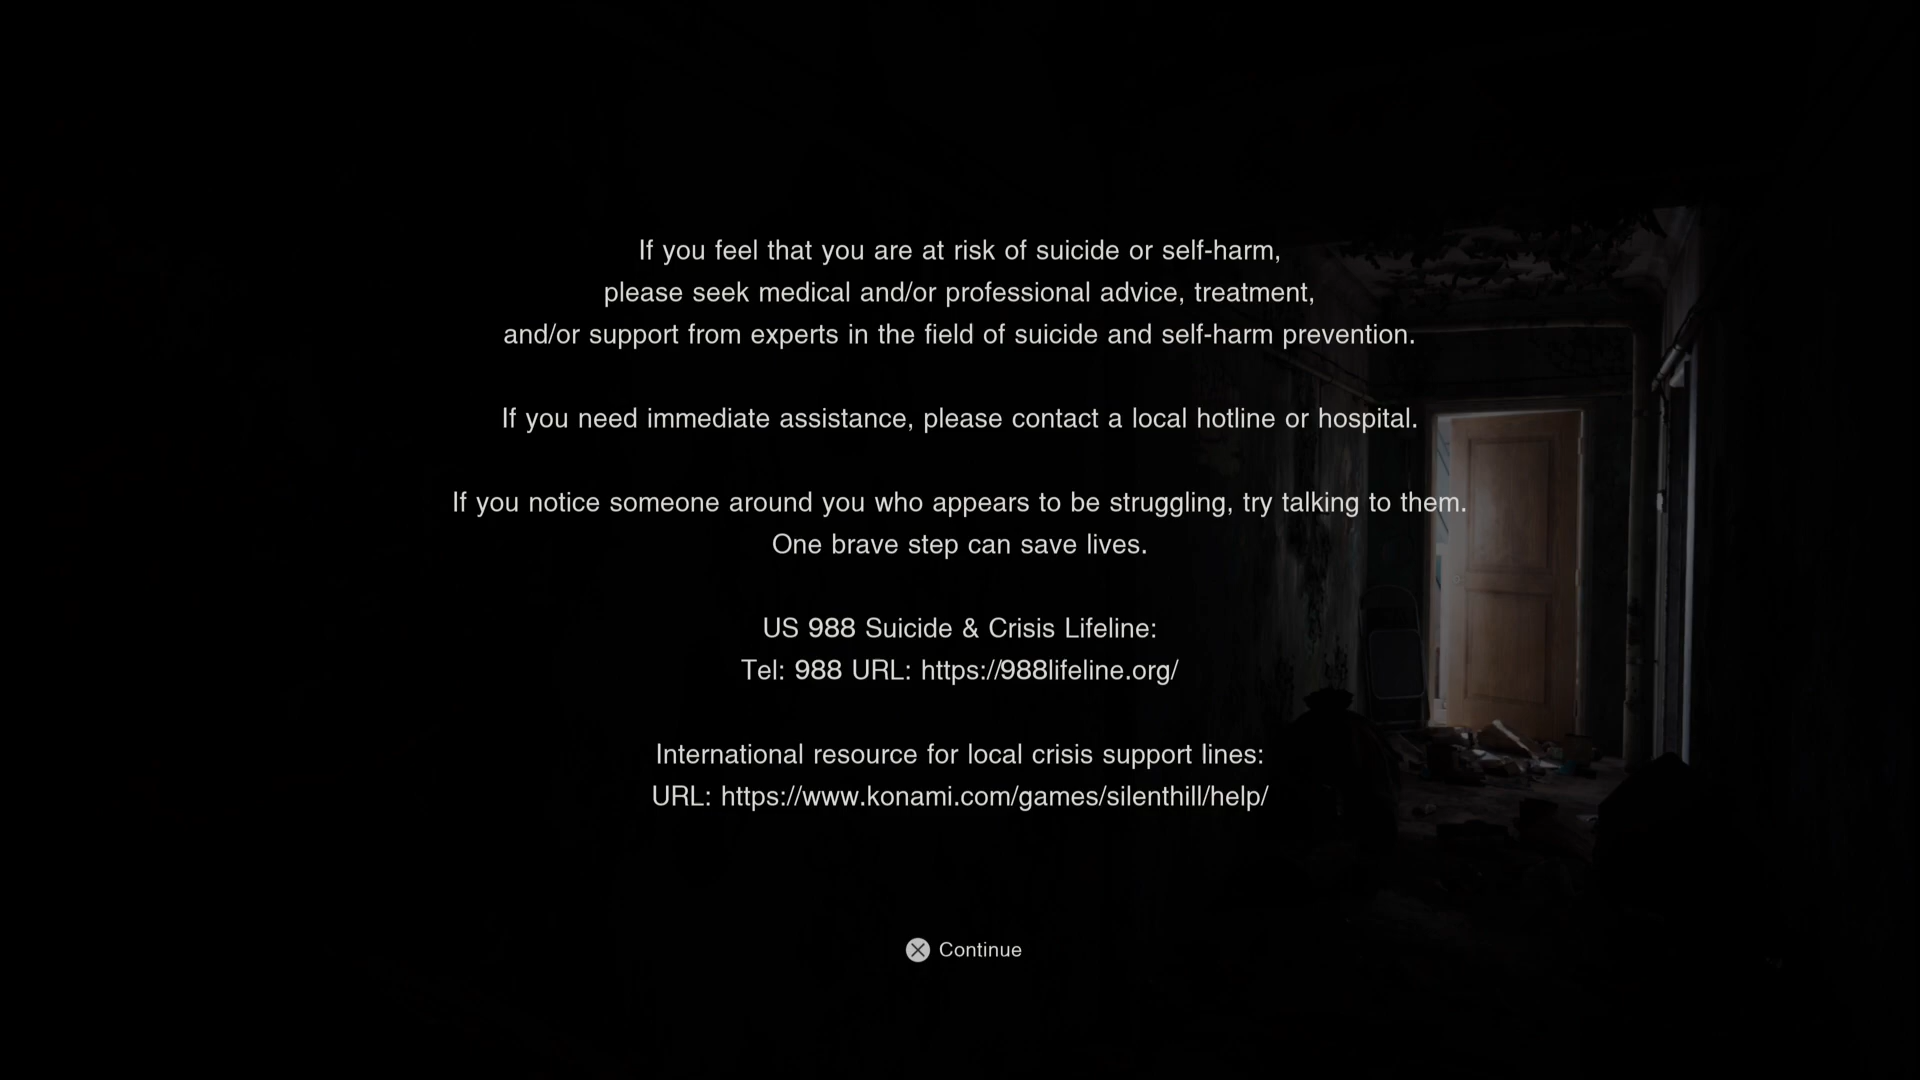 If you feel that you are at risk of suicide or self-harm,
please seek medical and/or professional advice, treatment,
and/or support from experts in the field of suicide and self-harm prevention.
If you need immediate assistance, please contact a local hotline or hospital.
If you notice someone around you who appears to be struggling, try talking to them.
One brave step can save lives.
US 988 Suicide & Crisis Lifeline:
Tel: 988 URL: https://988lifeline.org/
International resource for local crisis support lines:
URL: https://www.konami.com/games/silenthill/help/
Continue